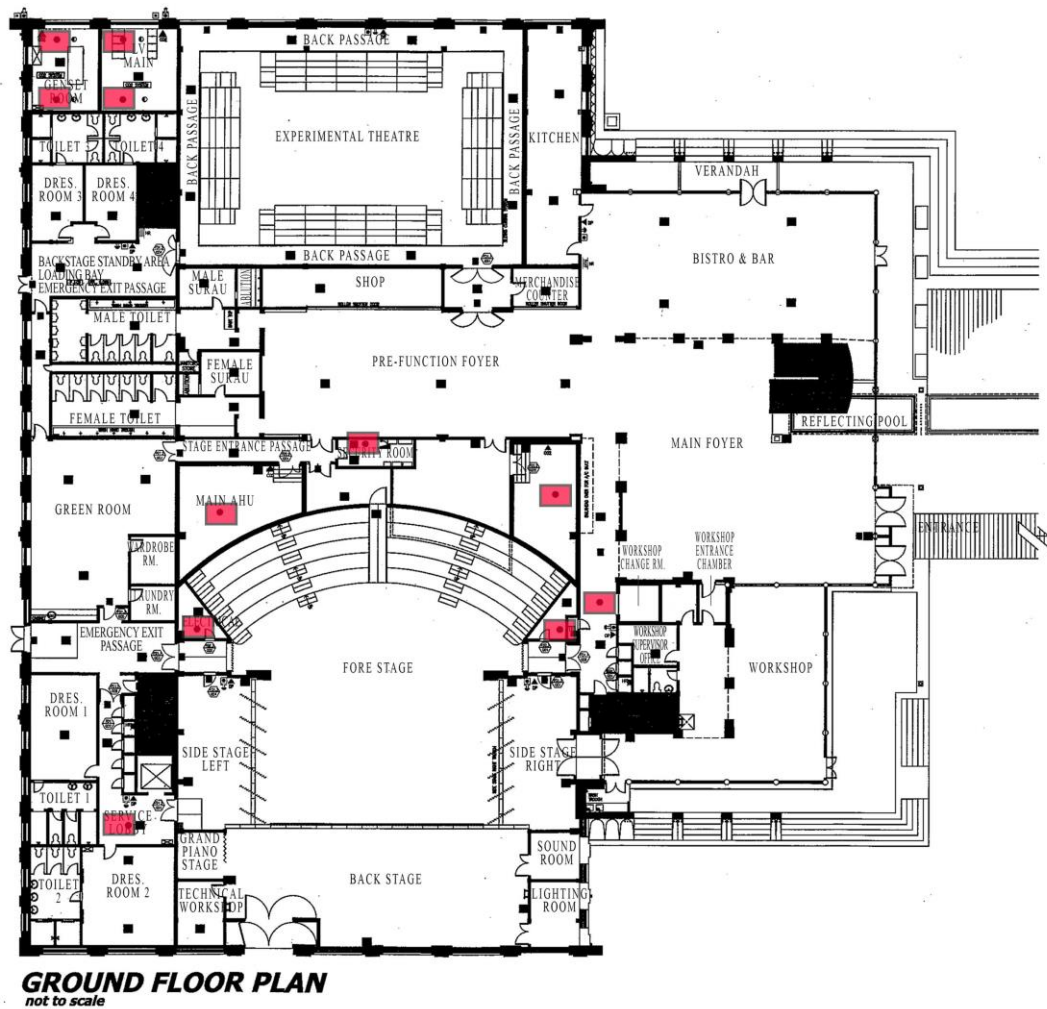 BACK PASSAGE
LV
MAIN
GENSET
ROOM
BACK PASSAGE
EXPERIMENTAL THEATRE
BACK PASSAGE
KITCHEN
TOILET 3
TOILET 4
VERANDAH
DRES.
ROOM 3
DRES.
ROOM 4
BACK PASSAGE
BACKSTAGE STANDBY AREA
LOADING BAY
EMERGENCY EXIT PASSAGE
BISTRO & BAR
MALE
SURAU
ABLUTION
SHOP
MERCHANDISE
COUNTER
MALE TOILET
PRE-FUNCTION FOYER
FEMALE
SURAU
FEMALE TOILET
REFLECTING POOL
STAGE ENTRANCE PASSAGE
SECURITY ROOM
MAIN FOYER
GREEN ROOM
MAIN AHU
ENTRANCE
WARDROBE
RM.
WORKSHOP
CHANGE RM.
WORKSHOP
ENTRANCE
CHAMBER
LAUNDRY
RM.
EMERGENCY EXIT
PASSAGE
WORKSHOP
SUPERVISOR
OFFICE
FORE STAGE
WORKSHOP
DRES.
ROOM 1
SIDE STAGE
LEFT
SIDE STAGE
RIGHT
TOILET 1
SERVICE
LOBBY
GRAND
PIANO
STAGE
SOUND
ROOM
TOILET
2
DRES.
ROOM 2
BACK STAGE
TECHNICAL
WORKSHOP
LIGHTING
ROOM
GROUND FLOOR PLAN
not to scale